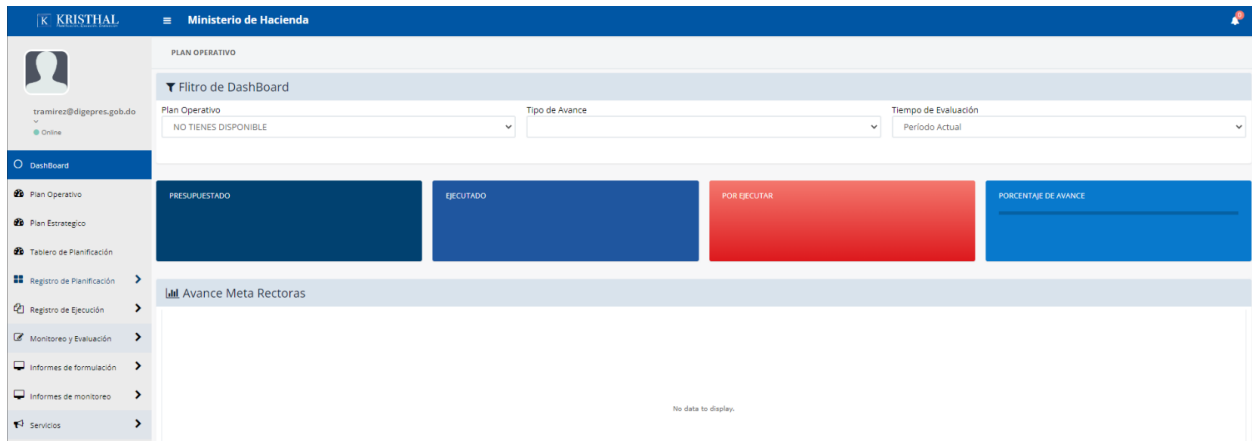 KRISTHAL
Ministerio de Hacienda
0
tramirez@digepres.gob.do
Online
DashBoard
Plan Operativo
Plan Estrategico
Tablero de Planificación
Registro de Planificación
Registro de Ejecución
Monitoreo y Evaluación
Informes de formulación
Informes de monitoreo
Servicios
PLAN OPERATIVO
Flitro de DashBoard
Plan Operativo Tipo de Avance Tiempo de Evaluación
NO TIENES DISPONIBLE Período Actual
PRESUPUESTADO EJECUTADO POR EJECUTAR PORCENTAJE DE AVANCE
Avance Meta Rectoras
No data to display.